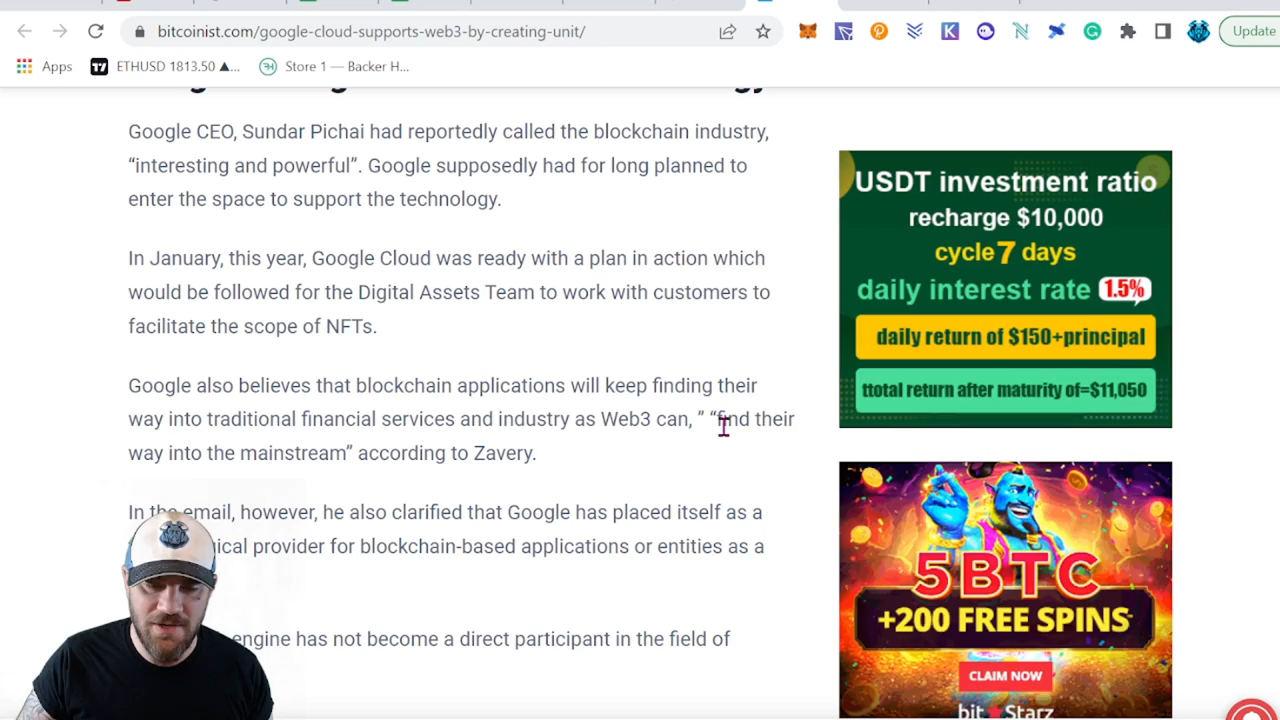 bitcoinist.com/google-cloud-supports-web3-by-creating-unit/
Update
Apps
ETHUSD 1813.50 ▲...
Store 1 — Backer H...
Google CEO, Sundar Pichai had reportedly called the blockchain industry,
“interesting and powerful”. Google supposedly had for long planned to
enter the space to support the technology.
In January, this year, Google Cloud was ready with a plan in action which
would be followed for the Digital Assets Team to work with customers to
facilitate the scope of NFTs.
Google also believes that blockchain applications will keep finding their
way into traditional financial services and industry as Web3 can, ” “find their
way into the mainstream” according to Zavery.
In the email, however, he also clarified that Google has placed itself as a
provider for blockchain-based applications or entities as a
engine has not become a direct participant in the field of
USDT investment ratio
recharge $10,000
cycle 7 days
daily interest rate 1.5%
daily return of $150+principal
ttotal return after maturity of=$11,050
5 BTC
+200 FREE SPINS
CLAIM NOW
bit Starz